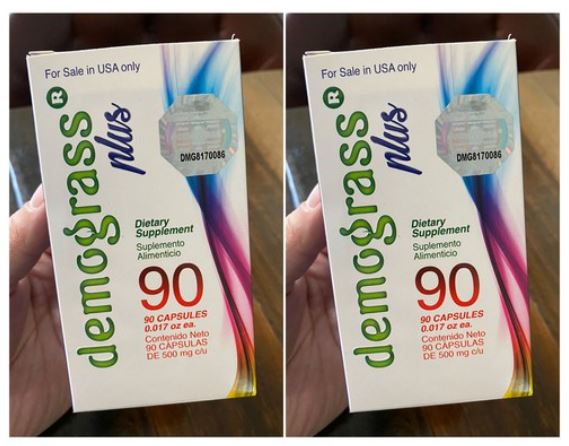 For Sale in USA only
demograss®
plus
DMG8170086
Dietary
Supplement
Suplemento
Alimenticio
90
90 CAPSULES
0.017 oz ea.
Contenido Neto
90 CÁPSULAS
DE 500 mg c/u
For Sale in USA only
demograss®
plus
DMG8170086
Dietary
Supplement
Suplemento
Alimenticio
90
90 CAPSULES
0.017 oz ea.
Contenido Neto
90 CÁPSULAS
DE 500 mg c/u